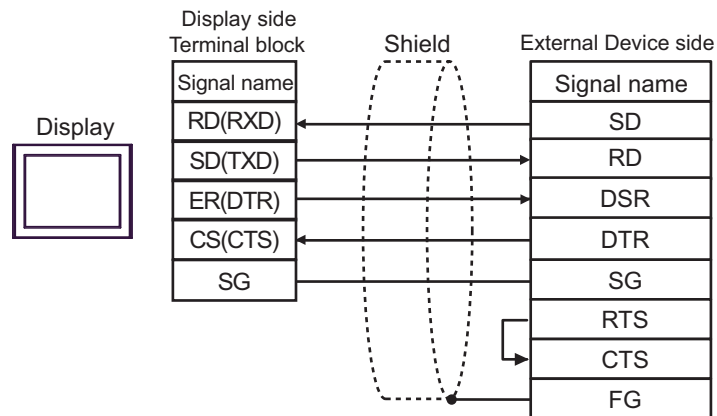 Display side
Terminal block
Shield
External Device side
Signal name
Signal name
Display
RD(RXD)
SD
SD(TXD)
RD
ER(DTR)
DSR
CS(CTS)
DTR
SG
SG
RTS
CTS
FG